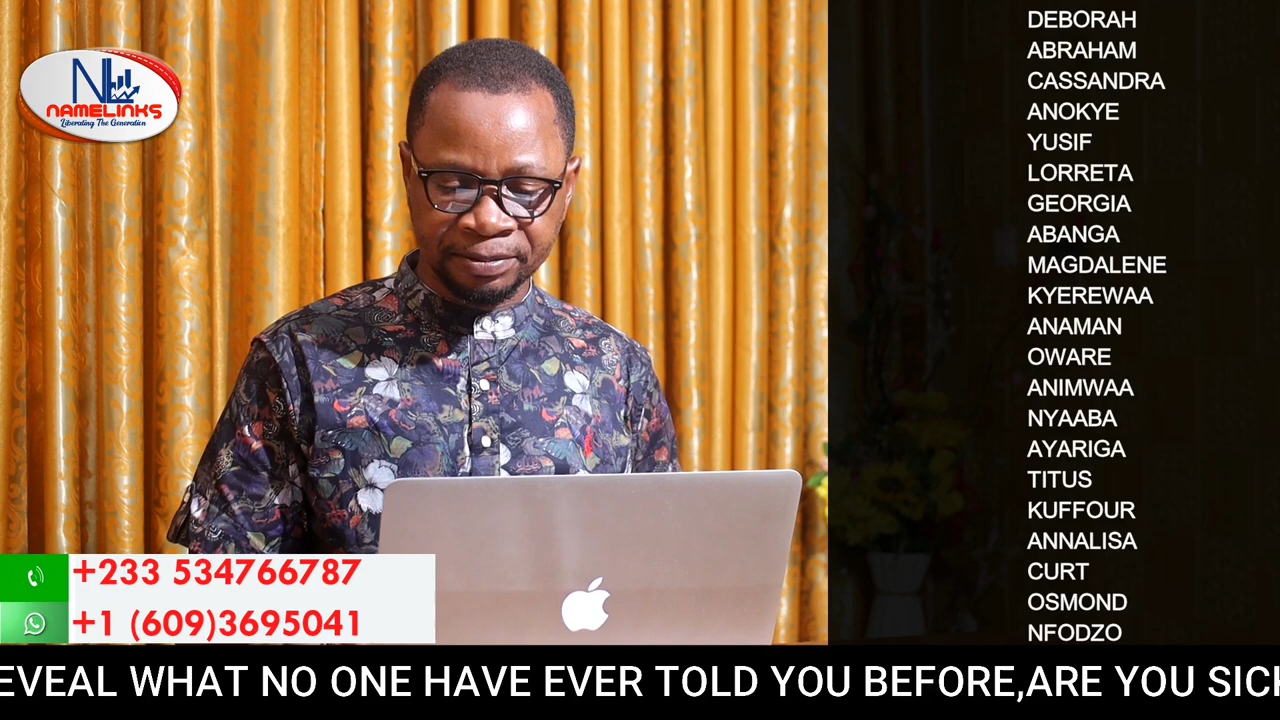 NL
NAMELINKS
Liberating The Generation
DEBORAH
ABRAHAM
CASSANDRA
ANOKYE
YUSIF
LORRETA
GEORGIA
ABANGA
MAGDALENE
KYEREWAA
ANAMAN
OWARE
ANIMWAA
NYAABA
AYARIGA
TITUS
KUFFOUR
ANNALISA
CURT
OSMOND
NFODZO
+233 534766787
+1 (609)3695041
EVEAL WHAT NO ONE HAVE EVER TOLD YOU BEFORE,ARE YOU SICK